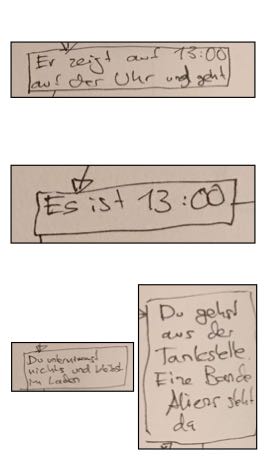 Er zeigt auf 13:00
auf der Uhr und geht
Es ist 13:00
Du unternimmst
nichts und bleibst
im Laden
Du gehst
aus der
Tankstelle.
Eine Bande
Aliens steht
da